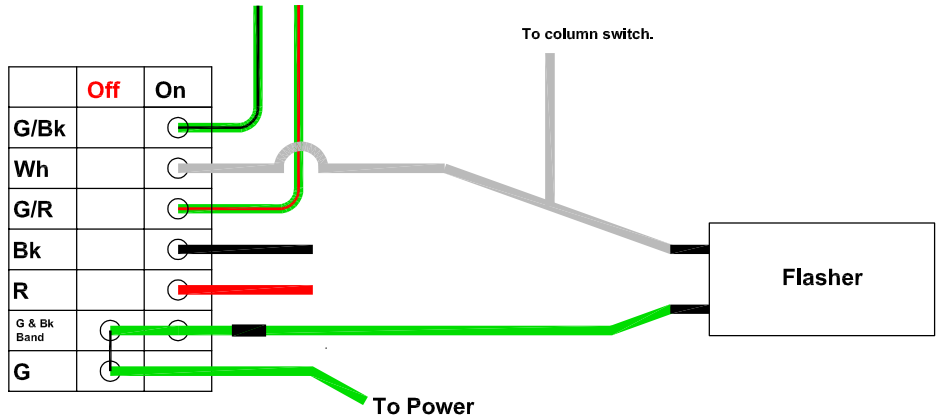 To column switch.
Off On
G/Bk
Wh
G/R
Bk
R
G & Bk
Band
G
Flasher
To Power